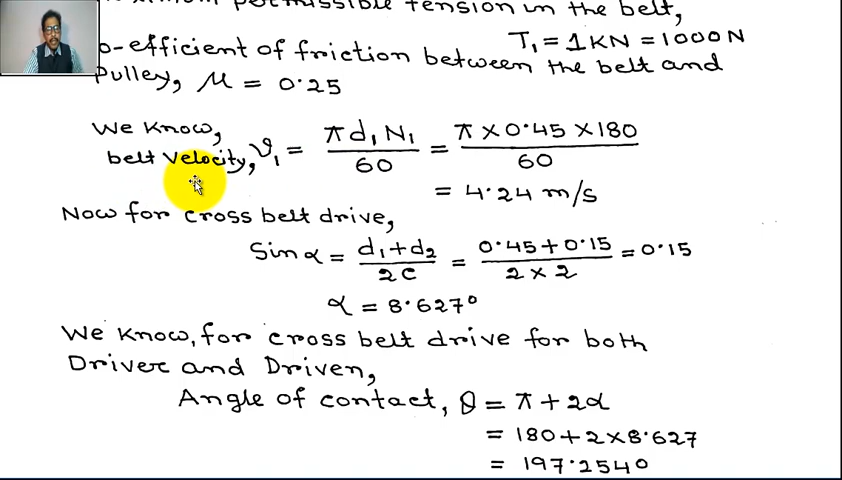 permissible tension in the belt,
T₁ = 1KN = 1000N
co-efficient of friction between the belt and
Pulley, μ = 0.25
We Know,
belt velocity, v₁ = πd₁N₁/60 = π×0.45×180/60
= 4.24 m/s
Now for cross belt drive,
Sinα = d₁+d₂/2C = 0.45+0.15/2×2 = 0.15
α = 8.627°
We Know, for cross belt drive for both
Driver and Driven,
Angle of contact, θ = π+2α
= 180+2×8.627
= 197.254°